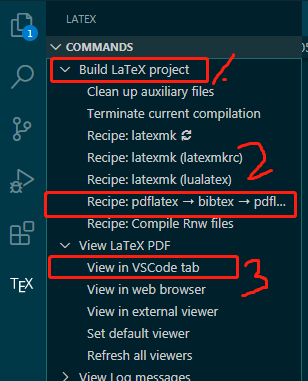 LATEX
1
COMMANDS
05
Build LaTeX project
1.
Clean up auxiliary files
Terminate current compilation
Recipe: latexmk
Recipe: latexmk (latexmkrc)
2
Recipe: latexmk (lualatex)
Recipe: pdflatex → bibtex → pdfl...
Recipe: Compile Rnw files
View LaTeX PDF
View in VSCode tab
3
View in web browser
View in external viewer
TEX
Set default viewer
Refresh all viewers
View Log messages